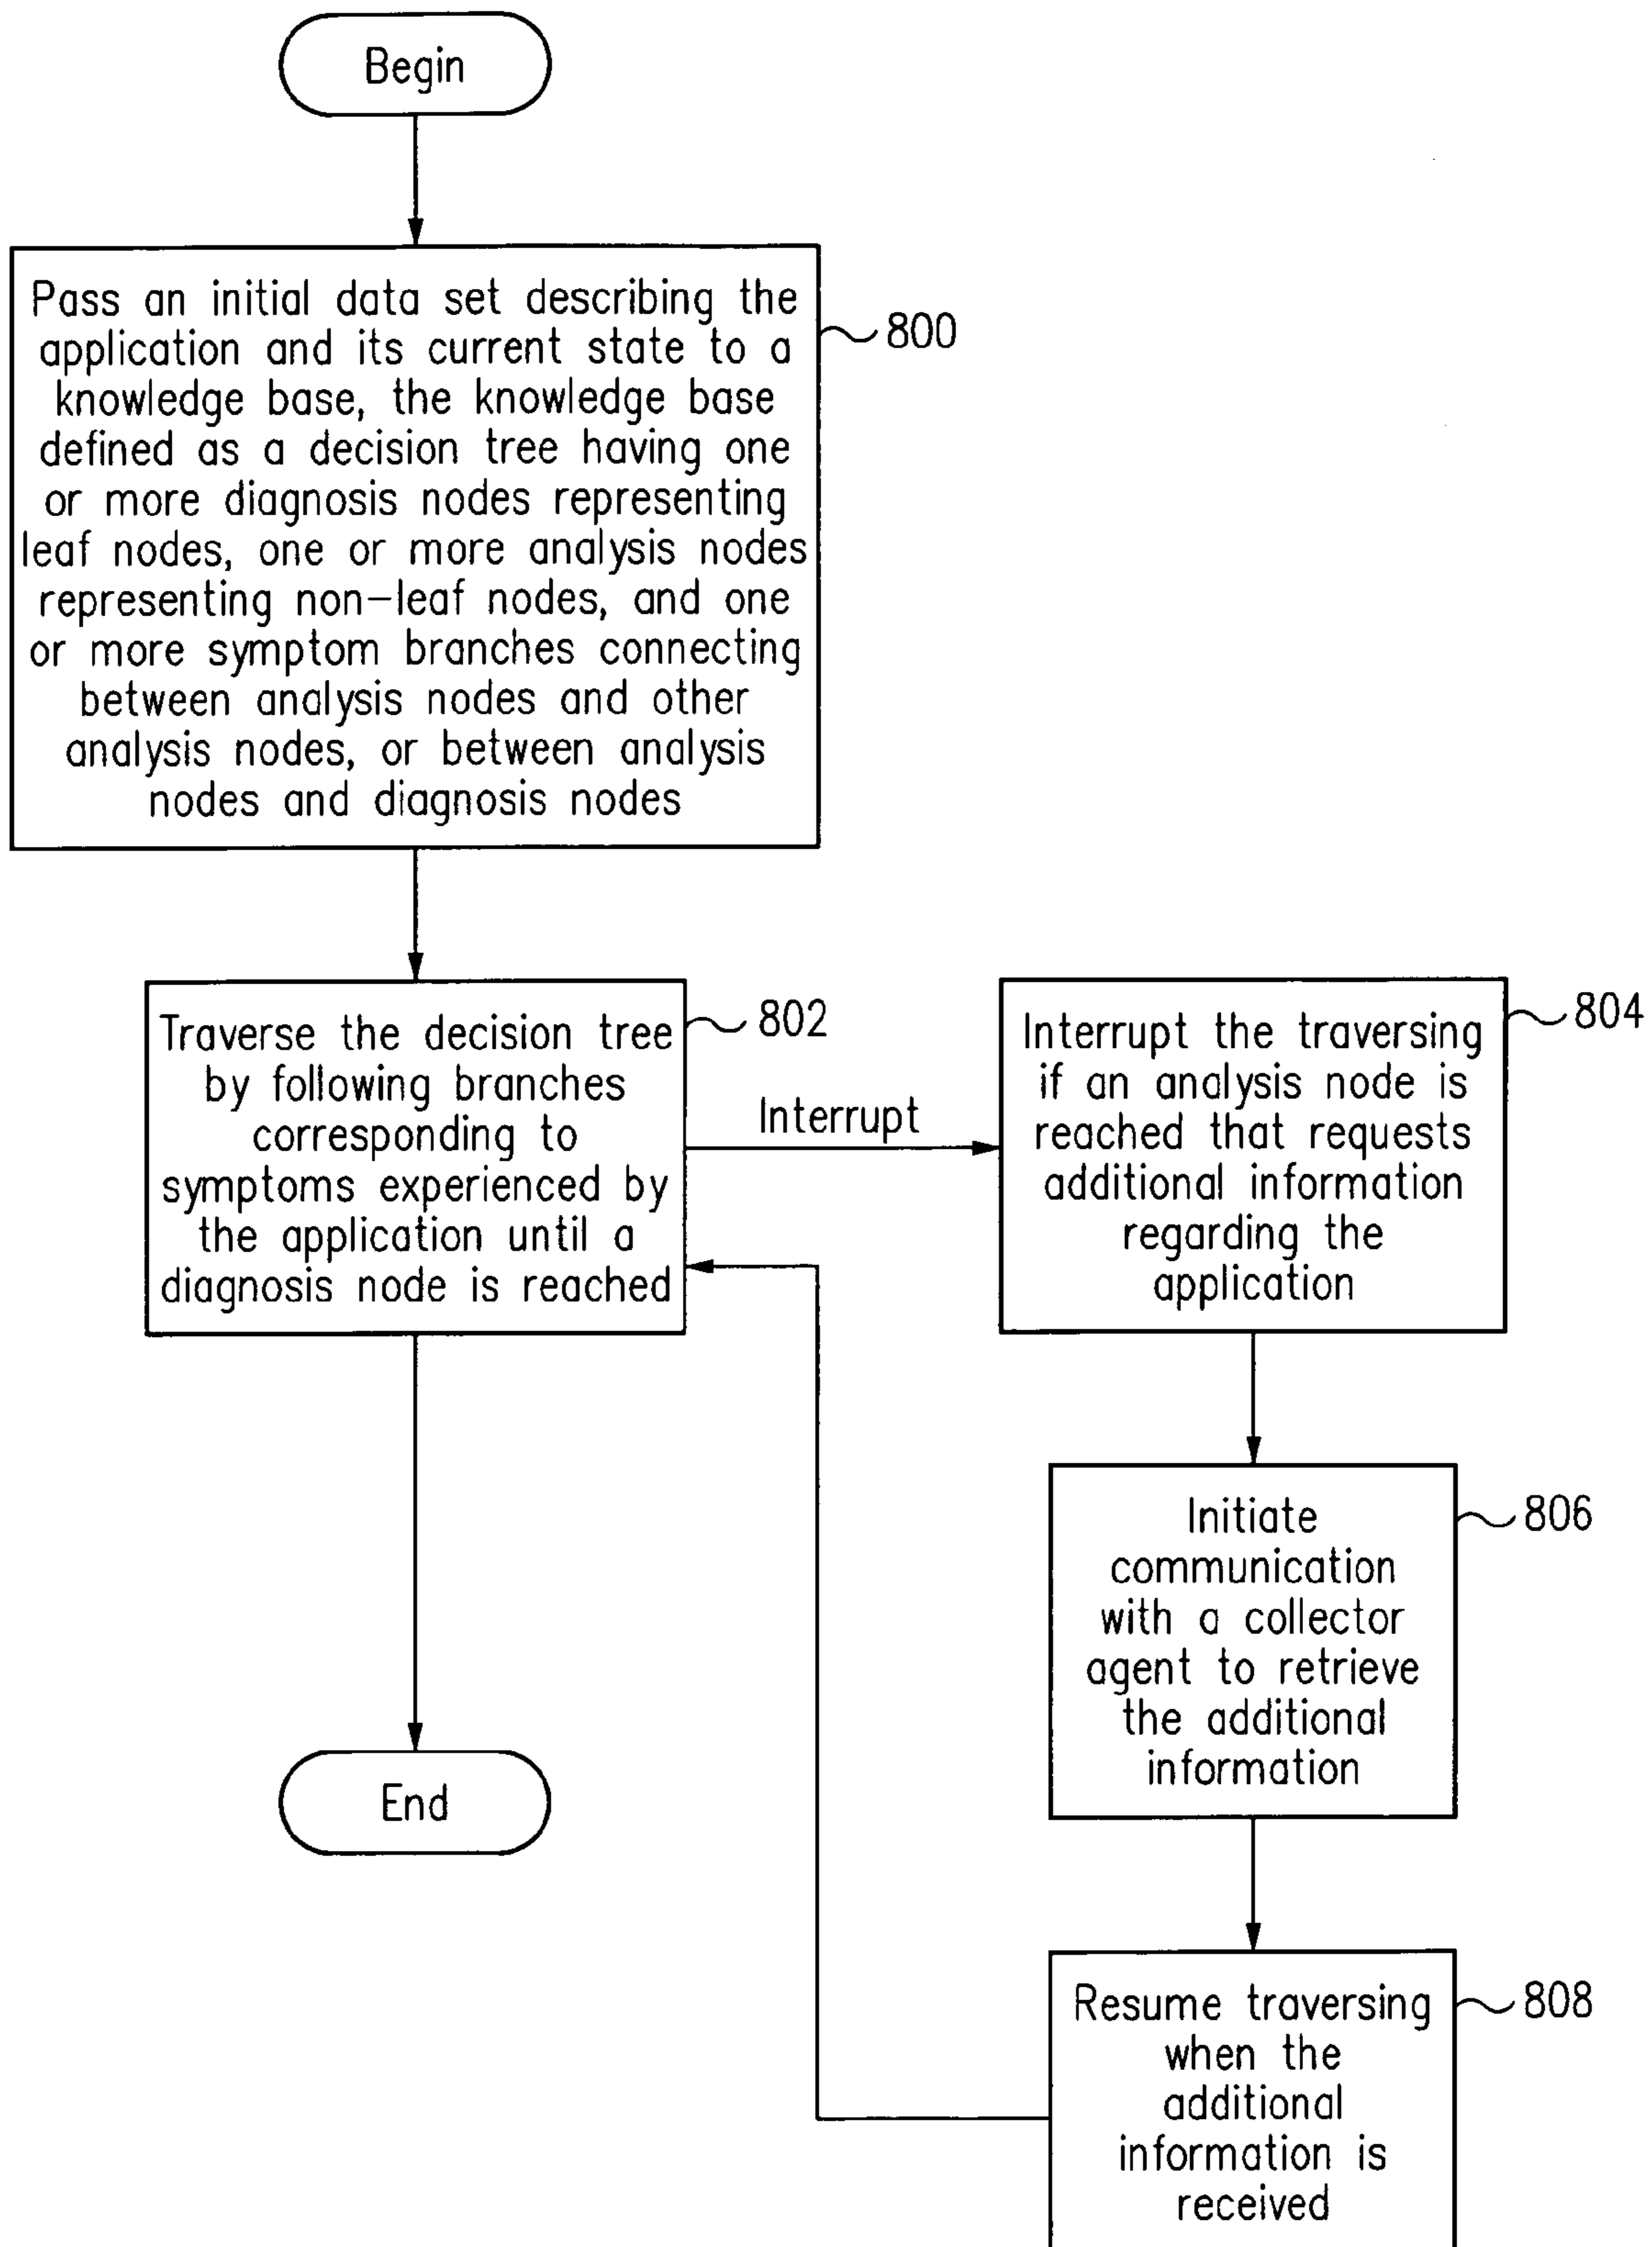 Begin
Pass an initial data set describing the
application and its current state to a
knowledge base, the knowledge base
defined as a decision tree having one
or more diagnosis nodes representing
leaf nodes, one or more analysis nodes
representing non-leaf nodes, and one
or more symptom branches connecting
between analysis nodes and other
analysis nodes, or between analysis
nodes and diagnosis nodes
800
Traverse the decision tree
by following branches
corresponding to
symptoms experienced by
the application until a
diagnosis node is reached
802
Interrupt
Interrupt the traversing
if an analysis node is
reached that requests
additional information
regarding the
application
804
Initiate
communication
with a collector
agent to retrieve
the additional
information
806
End
Resume traversing
when the
additional
information is
received
808